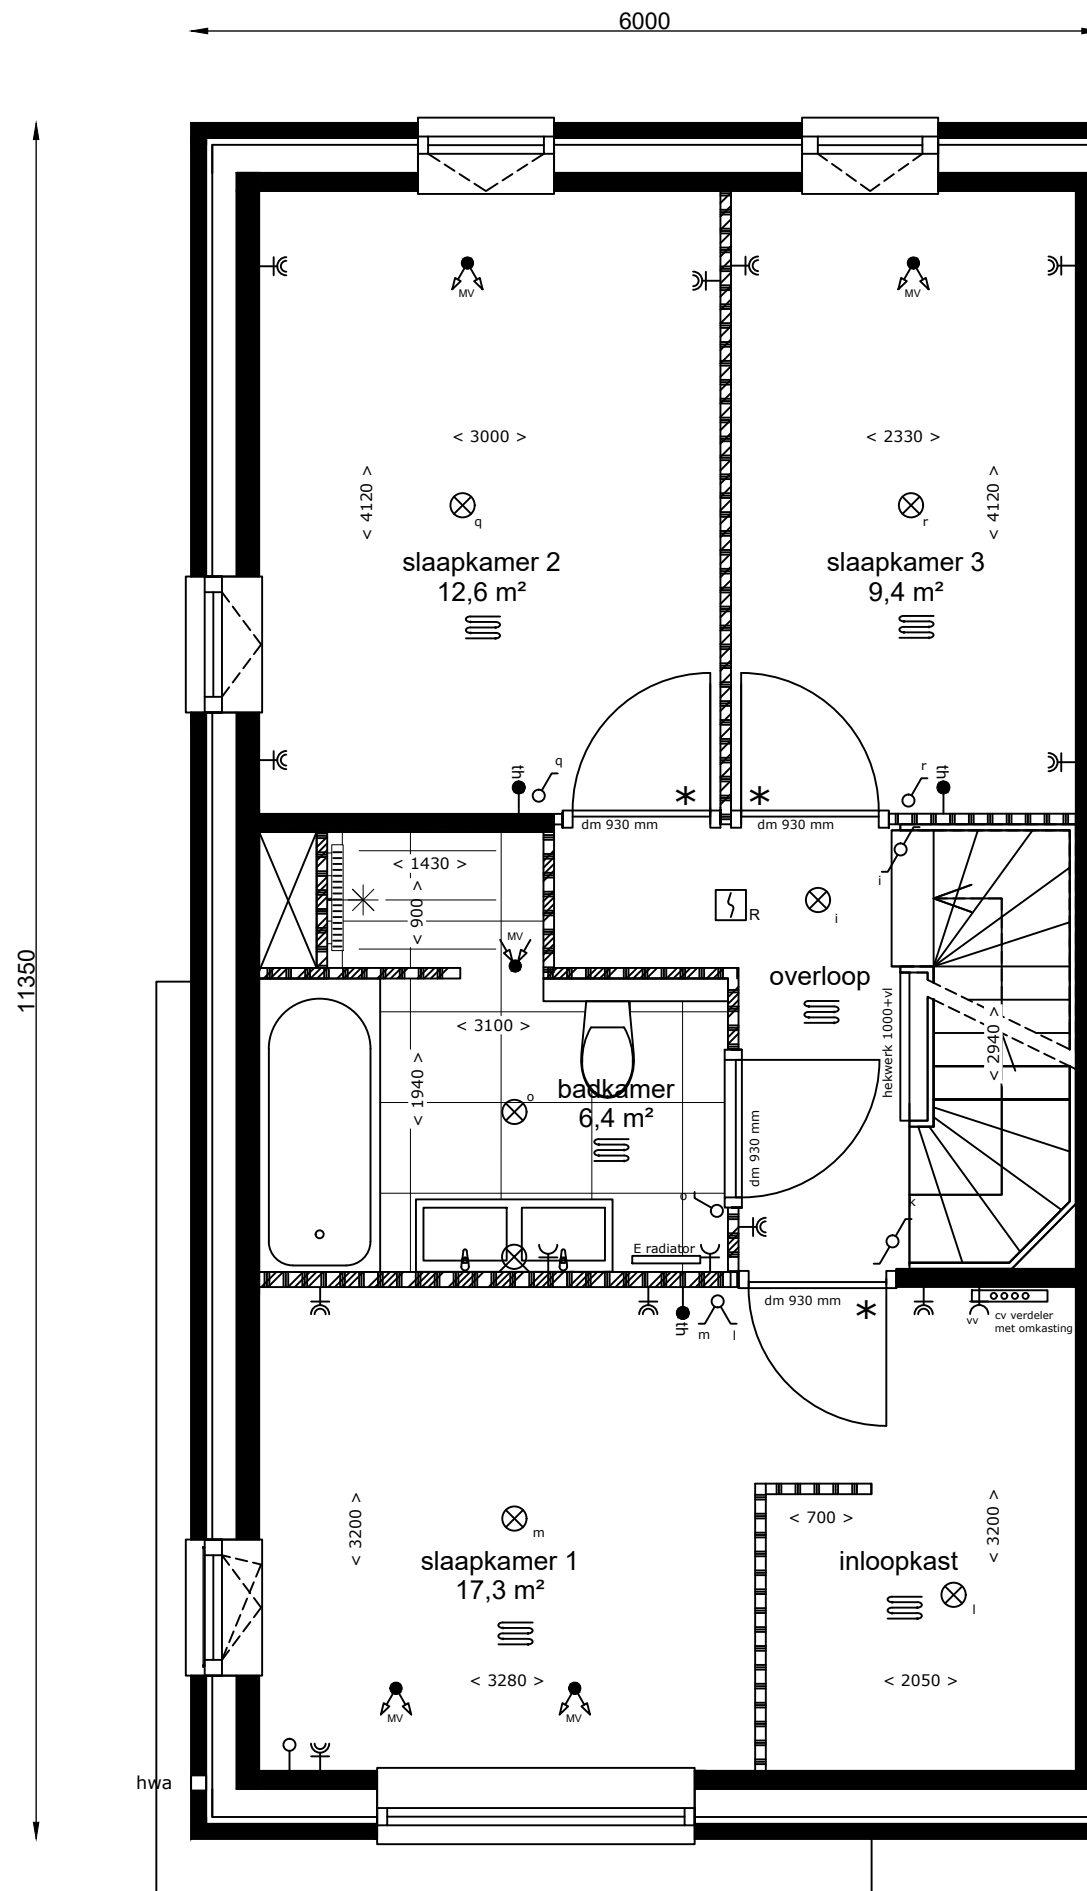 6000
11350
MV
MV
< 3000 >
< 2330 >
< 4120 >
< 4120 >
q
r
slaapkamer 2
12,6 m²
slaapkamer 3
9,4 m²
th
q
r
th
*
*
dm 930 mm
dm 930 mm
< 1430 >
< 900 >
i
R
i
MV
overloop
< 3100 >
hekwerk 1000+vl
< 2940 >
< 1940 >
badkamer
6,4 m²
o
dm 930 mm
o
k
E radiator
dm 930 mm
*
th
m
l
vv
cv verdeler
met omkasting
< 3200 >
< 700 >
< 3200 >
m
slaapkamer 1
17,3 m²
inloopkast
l
< 3280 >
< 2050 >
MV
MV
hwa